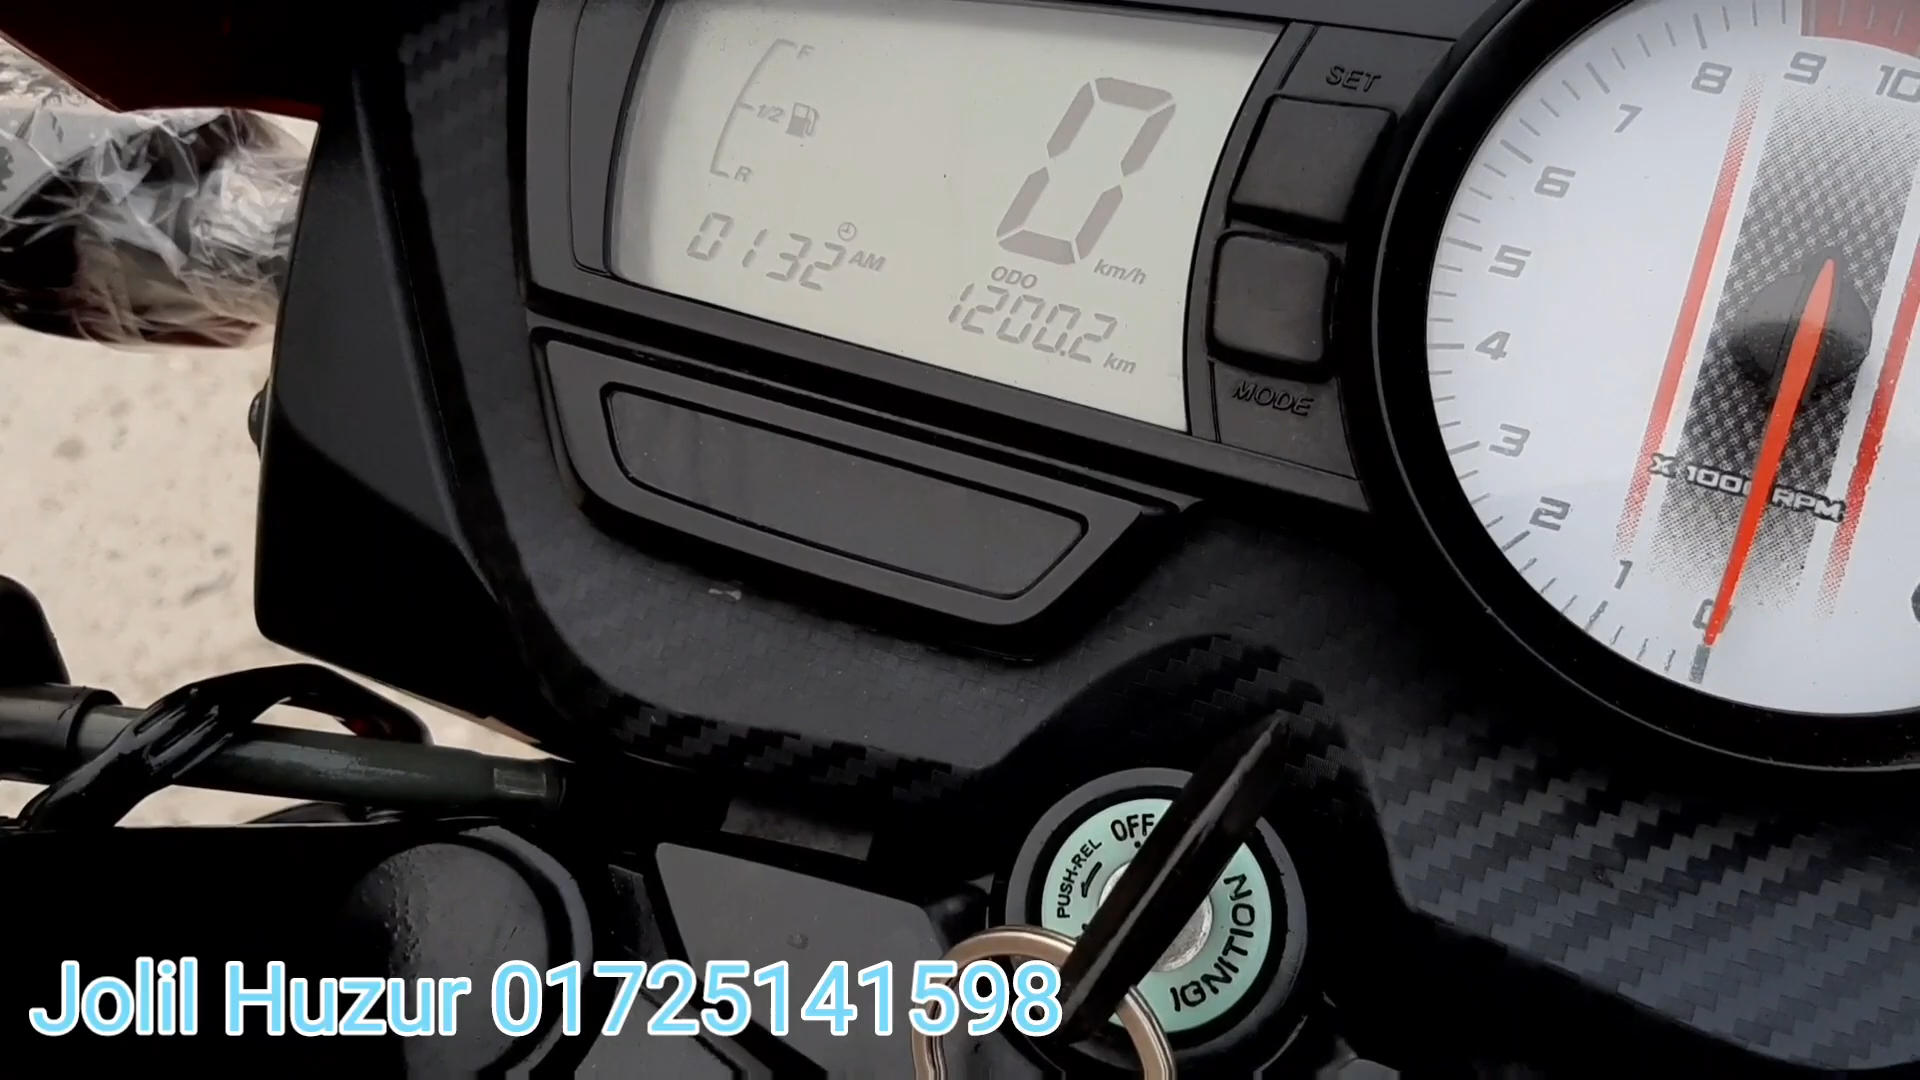 F
1/2
R
0132 AM
0
km/h
ODO
1200.2 km
SET
MODE
10
9
8
7
6
5
4
3
2
1
0
X 1000 RPM
OFF
PUSH-REL
IGNITION
Jolil Huzur 01725141598